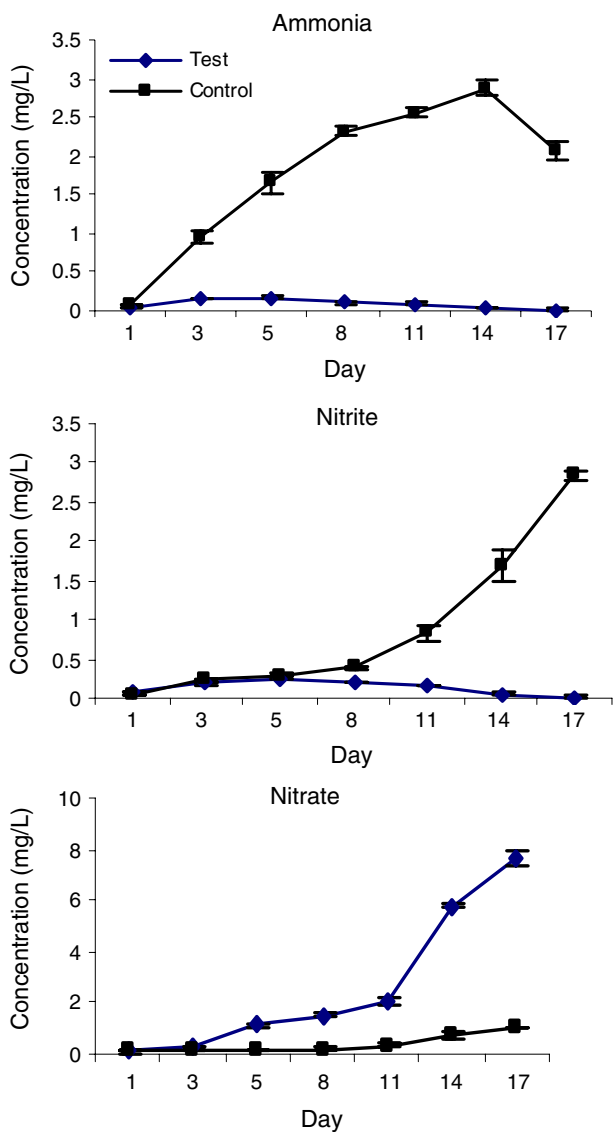 Ammonia
Concentration (mg/L)
3.5
3
2.5
2
1.5
1
0.5
0
Test
Control
1 3 5 8 11 14 17
Day
Nitrite
Concentration (mg/L)
3.5
3
2.5
2
1.5
1
0.5
0
1 3 5 8 11 14 17
Day
Nitrate
Concentration (mg/L)
10
8
6
4
2
0
1 3 5 8 11 14 17
Day